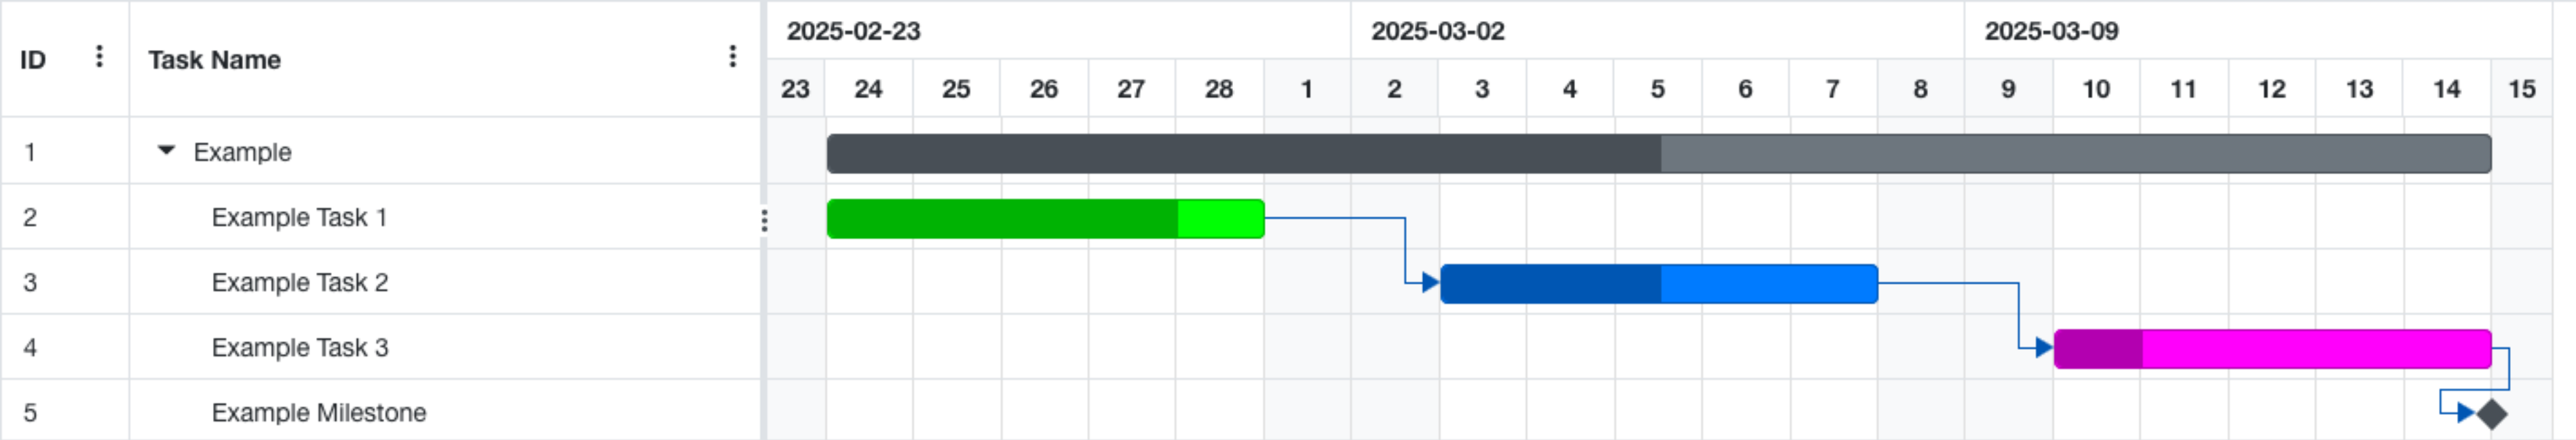 2025-02-23 2025-03-02 2025-03-09
ID Task Name
23 24 25 26 27 28 1 2 3 4 5 6 7 8 9 10 11 12 13 14 15
1 Example
2 Example Task 1
3 Example Task 2
4 Example Task 3
5 Example Milestone